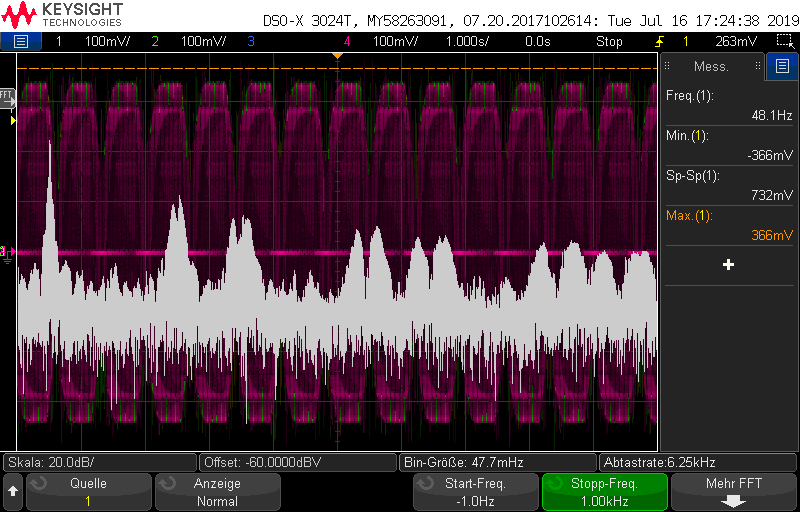 KEYSIGHT
TECHNOLOGIES
DSO-X 3024T, MY58263091, 07.20.2017102614: Tue Jul 16 17:24:38 2019
1 100mV/ 2 100mV/ 3 4 100mV/ 1.000s/ 0.0s Stop 1 263mV
FFT
Mess.
Freq.(1):
48.1Hz
Min.(1):
-366mV
Sp-Sp(1):
732mV
Max.(1):
366mV
Skala: 20.0dB/ Offset: -60.0000dBV Bin-Größe: 47.7mHz Abtastrate:6.25kHz
Quelle
1
Anzeige
Normal
Start-Freq.
-1.0Hz
Stopp-Freq.
1.00kHz
Mehr FFT